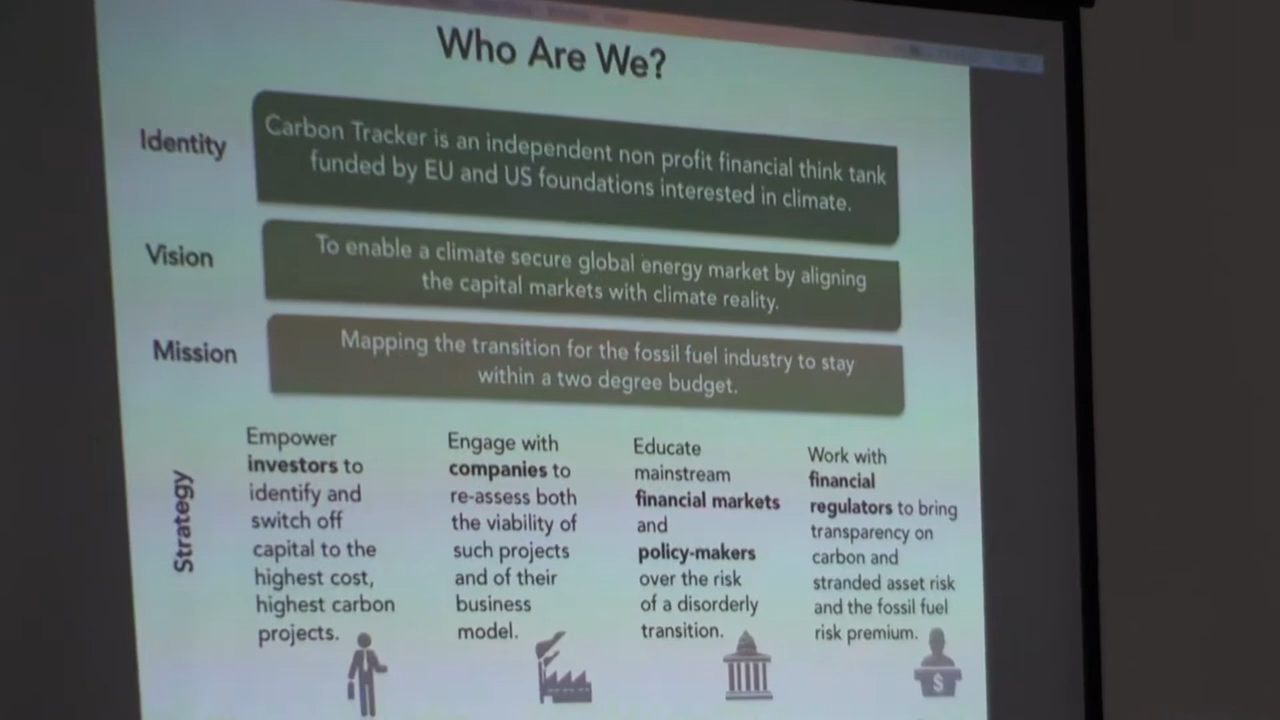 Who Are We?
Identity
Carbon Tracker is an independent non profit financial think tank
funded by EU and US foundations interested in climate.
Vision
To enable a climate secure global energy market by aligning
the capital markets with climate reality.
Mission
Mapping the transition for the fossil fuel industry to stay
within a two degree budget.
Strategy
Empower
investors to
identify and
switch off
capital to the
highest cost,
highest carbon
projects.
Engage with
companies to
re-assess both
the viability of
such projects
and of their
business
model.
Educate
mainstream
financial markets
and
policy-makers
over the risk
of a disorderly
transition.
Work with
financial
regulators to bring
transparency on
carbon and
stranded asset risk
and the fossil fuel
risk premium.
$